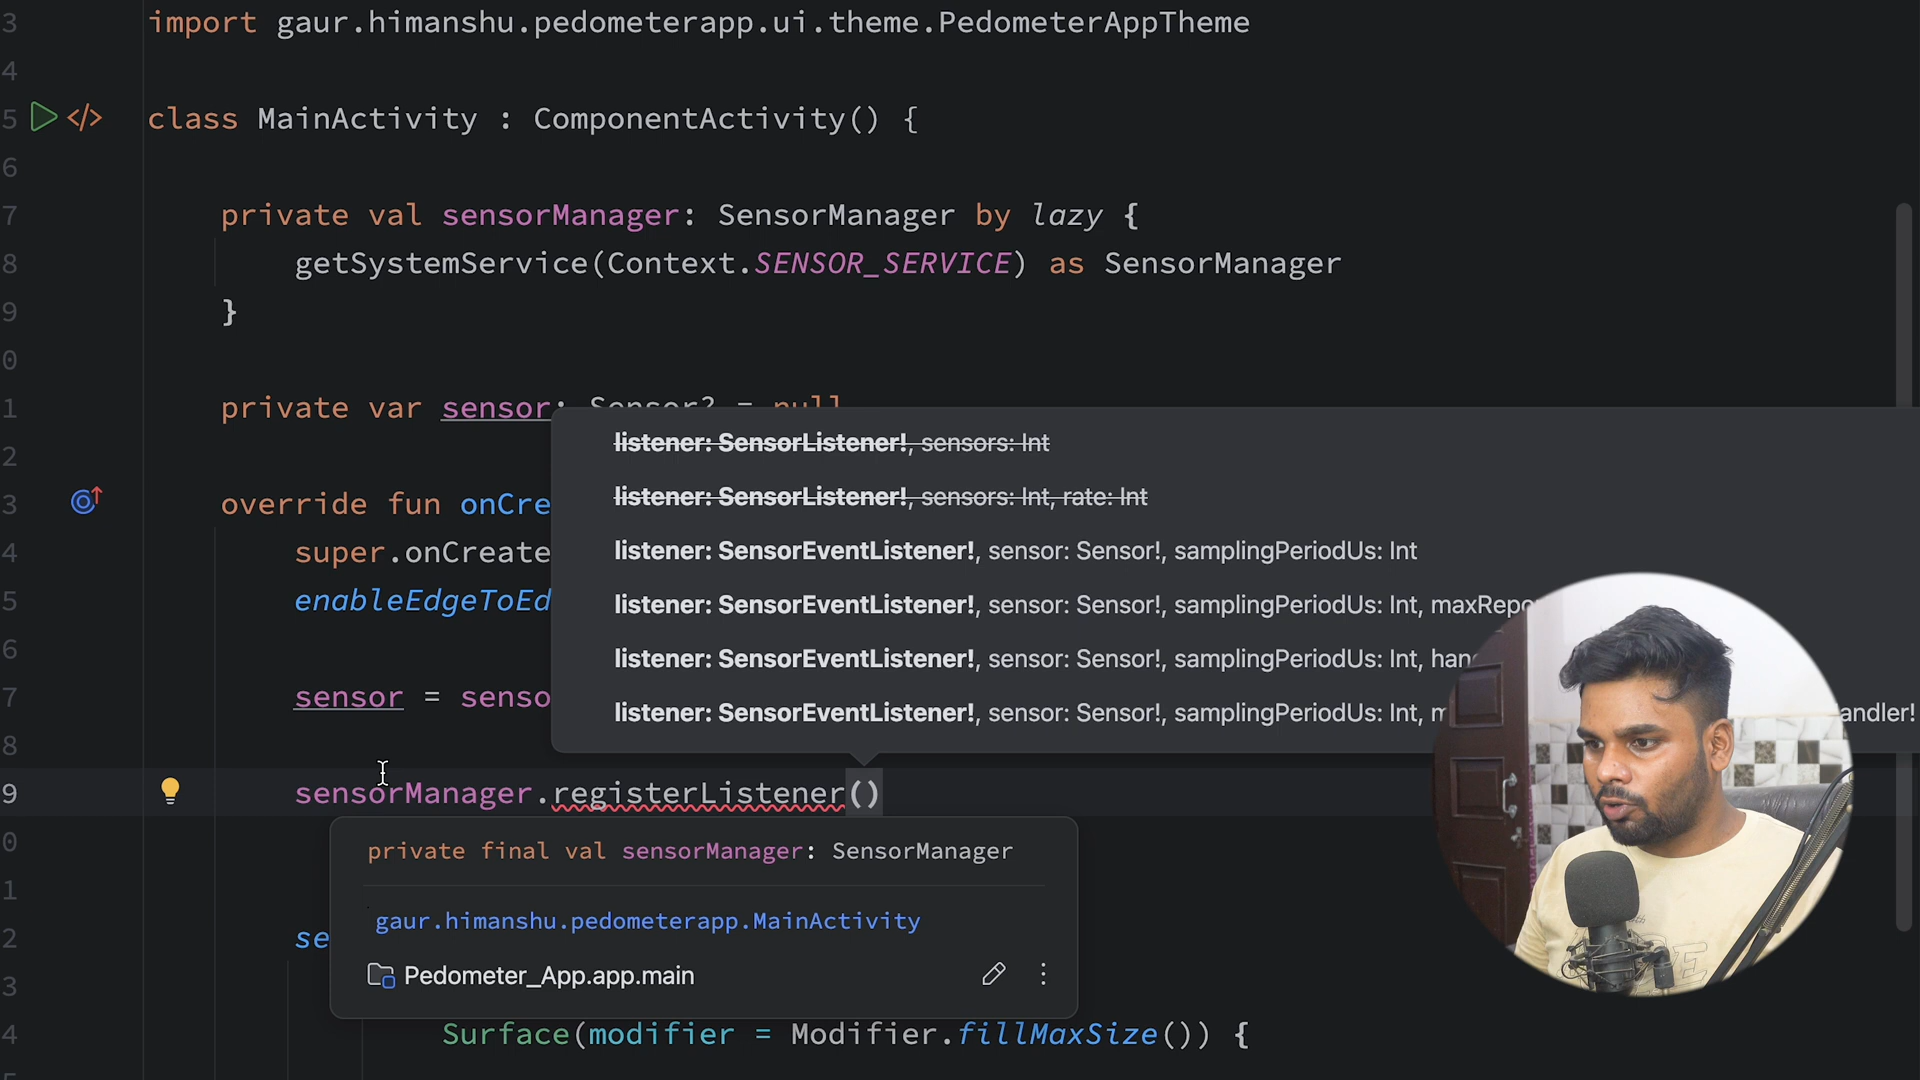 3 import gaur.himanshu.pedometerapp.ui.theme.PedometerAppTheme
4
5 class MainActivity : ComponentActivity() {
6
7 private val sensorManager: SensorManager by lazy {
8 getSystemService(Context.SENSOR_SERVICE) as SensorManager
9 }
0
1 private var sensor: Sensor? = null
listener: SensorListener!, sensors: Int
2
listener: SensorListener!, sensors: Int, rate: Int
3 override fun onCre
listener: SensorEventListener!, sensor: Sensor!, samplingPeriodUs: Int
4 super.onCreate
5 enableEdgeToEd
listener: SensorEventListener!, sensor: Sensor!, samplingPeriodUs: Int, maxRepo
6
listener: SensorEventListener!, sensor: Sensor!, samplingPeriodUs: Int, han
7 sensor = senso
listener: SensorEventListener!, sensor: Sensor!, samplingPeriodUs: Int, m andler!
8
9 sensorManager.registerListener()
0
private final val sensorManager: SensorManager
1
gaur.himanshu.pedometerapp.MainActivity
2 se
Pedometer_App.app.main
3
4 Surface(modifier = Modifier.fillMaxSize()) {